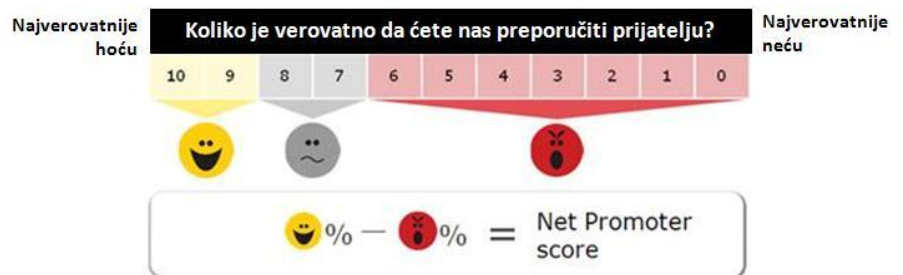 Najverovatnije
hoću
Koliko je verovatno da ćete nas preporučiti prijatelju?
Najverovatnije
neću
10 9 8 7 6 5 4 3 2 1 0
% — % = Net Promoter
score